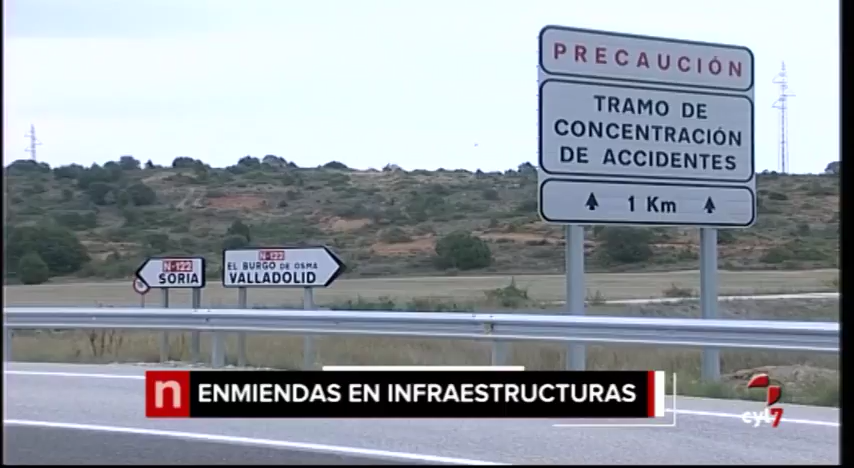 PRECAUCIÓN
TRAMO DE
CONCENTRACIÓN
DE ACCIDENTES
1 Km
N-122
SORIA
N-122
EL BURGO DE OSMA
VALLADOLID
n ENMIENDAS EN INFRAESTRUCTURAS
cyl7